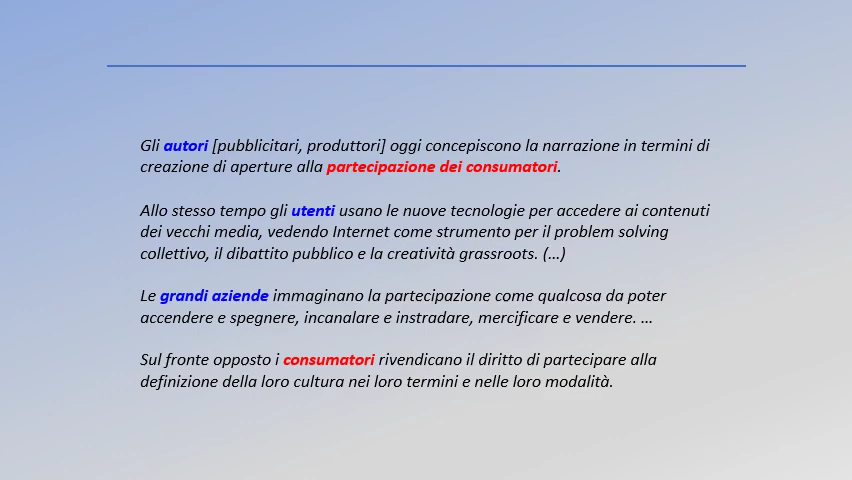 Gli autori [pubblicitari, produttori] oggi concepiscono la narrazione in termini di
creazione di aperture alla partecipazione dei consumatori.
Allo stesso tempo gli utenti usano le nuove tecnologie per accedere ai contenuti
dei vecchi media, vedendo Internet come strumento per il problem solving
collettivo, il dibattito pubblico e la creatività grassroots. (…)
Le grandi aziende immaginano la partecipazione come qualcosa da poter
accendere e spegnere, incanalare e instradare, mercificare e vendere. …
Sul fronte opposto i consumatori rivendicano il diritto di partecipare alla
definizione della loro cultura nei loro termini e nelle loro modalità.